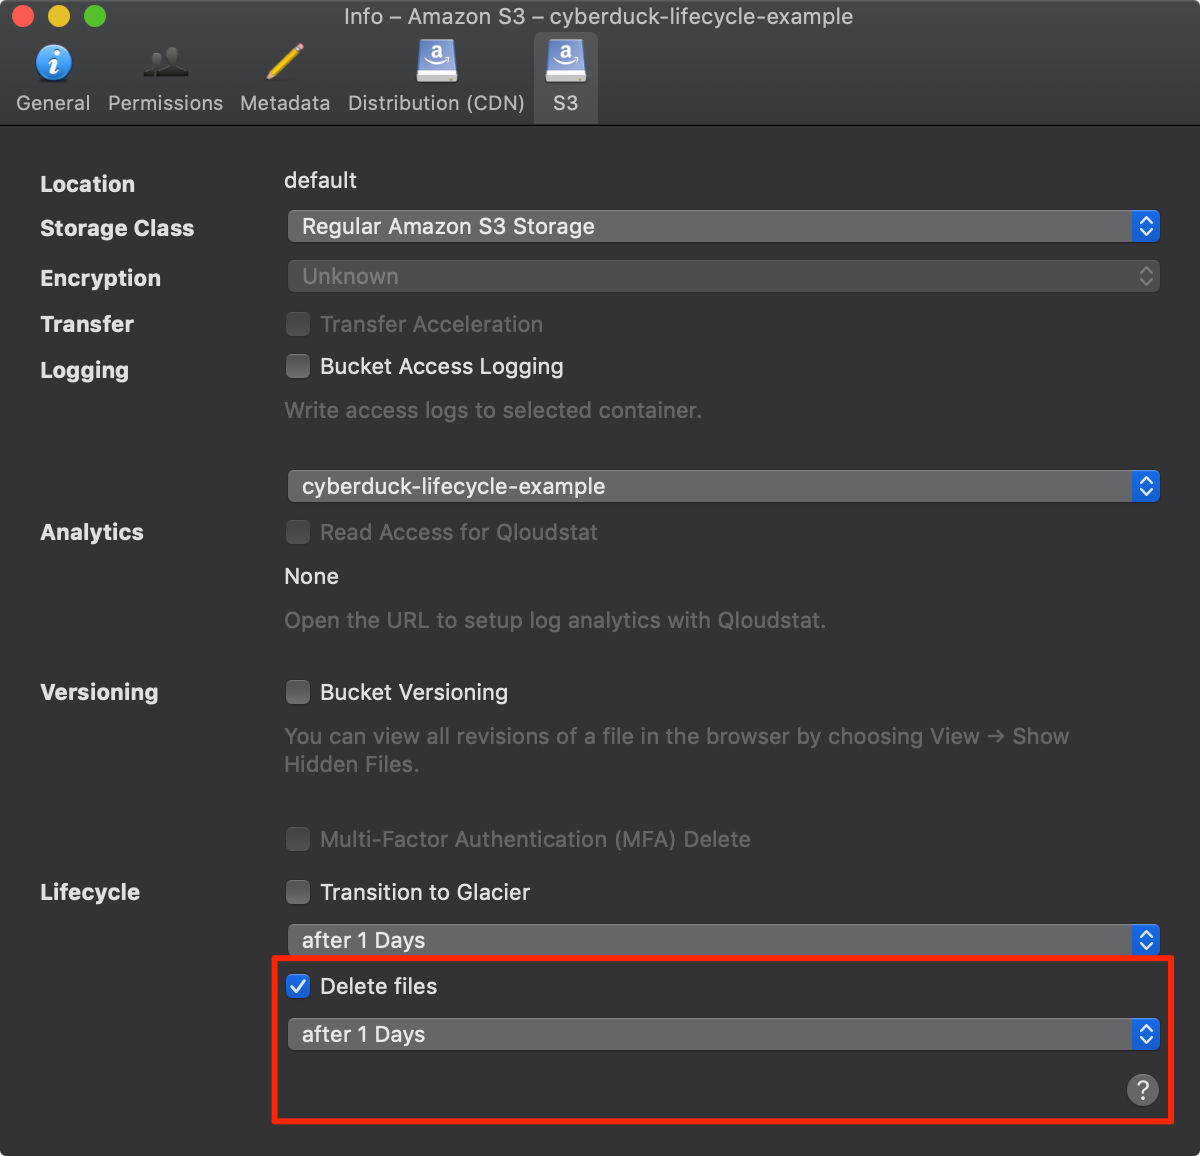 Info – Amazon S3 – cyberduck-lifecycle-example
General Permissions Metadata Distribution (CDN) S3
Location default
Storage Class Regular Amazon S3 Storage
Encryption Unknown
Transfer Transfer Acceleration
Logging Bucket Access Logging
Write access logs to selected container.
cyberduck-lifecycle-example
Analytics Read Access for Qloudstat
None
Open the URL to setup log analytics with Qloudstat.
Versioning Bucket Versioning
You can view all revisions of a file in the browser by choosing View → Show
Hidden Files.
Multi-Factor Authentication (MFA) Delete
Lifecycle Transition to Glacier
after 1 Days
Delete files
after 1 Days
?